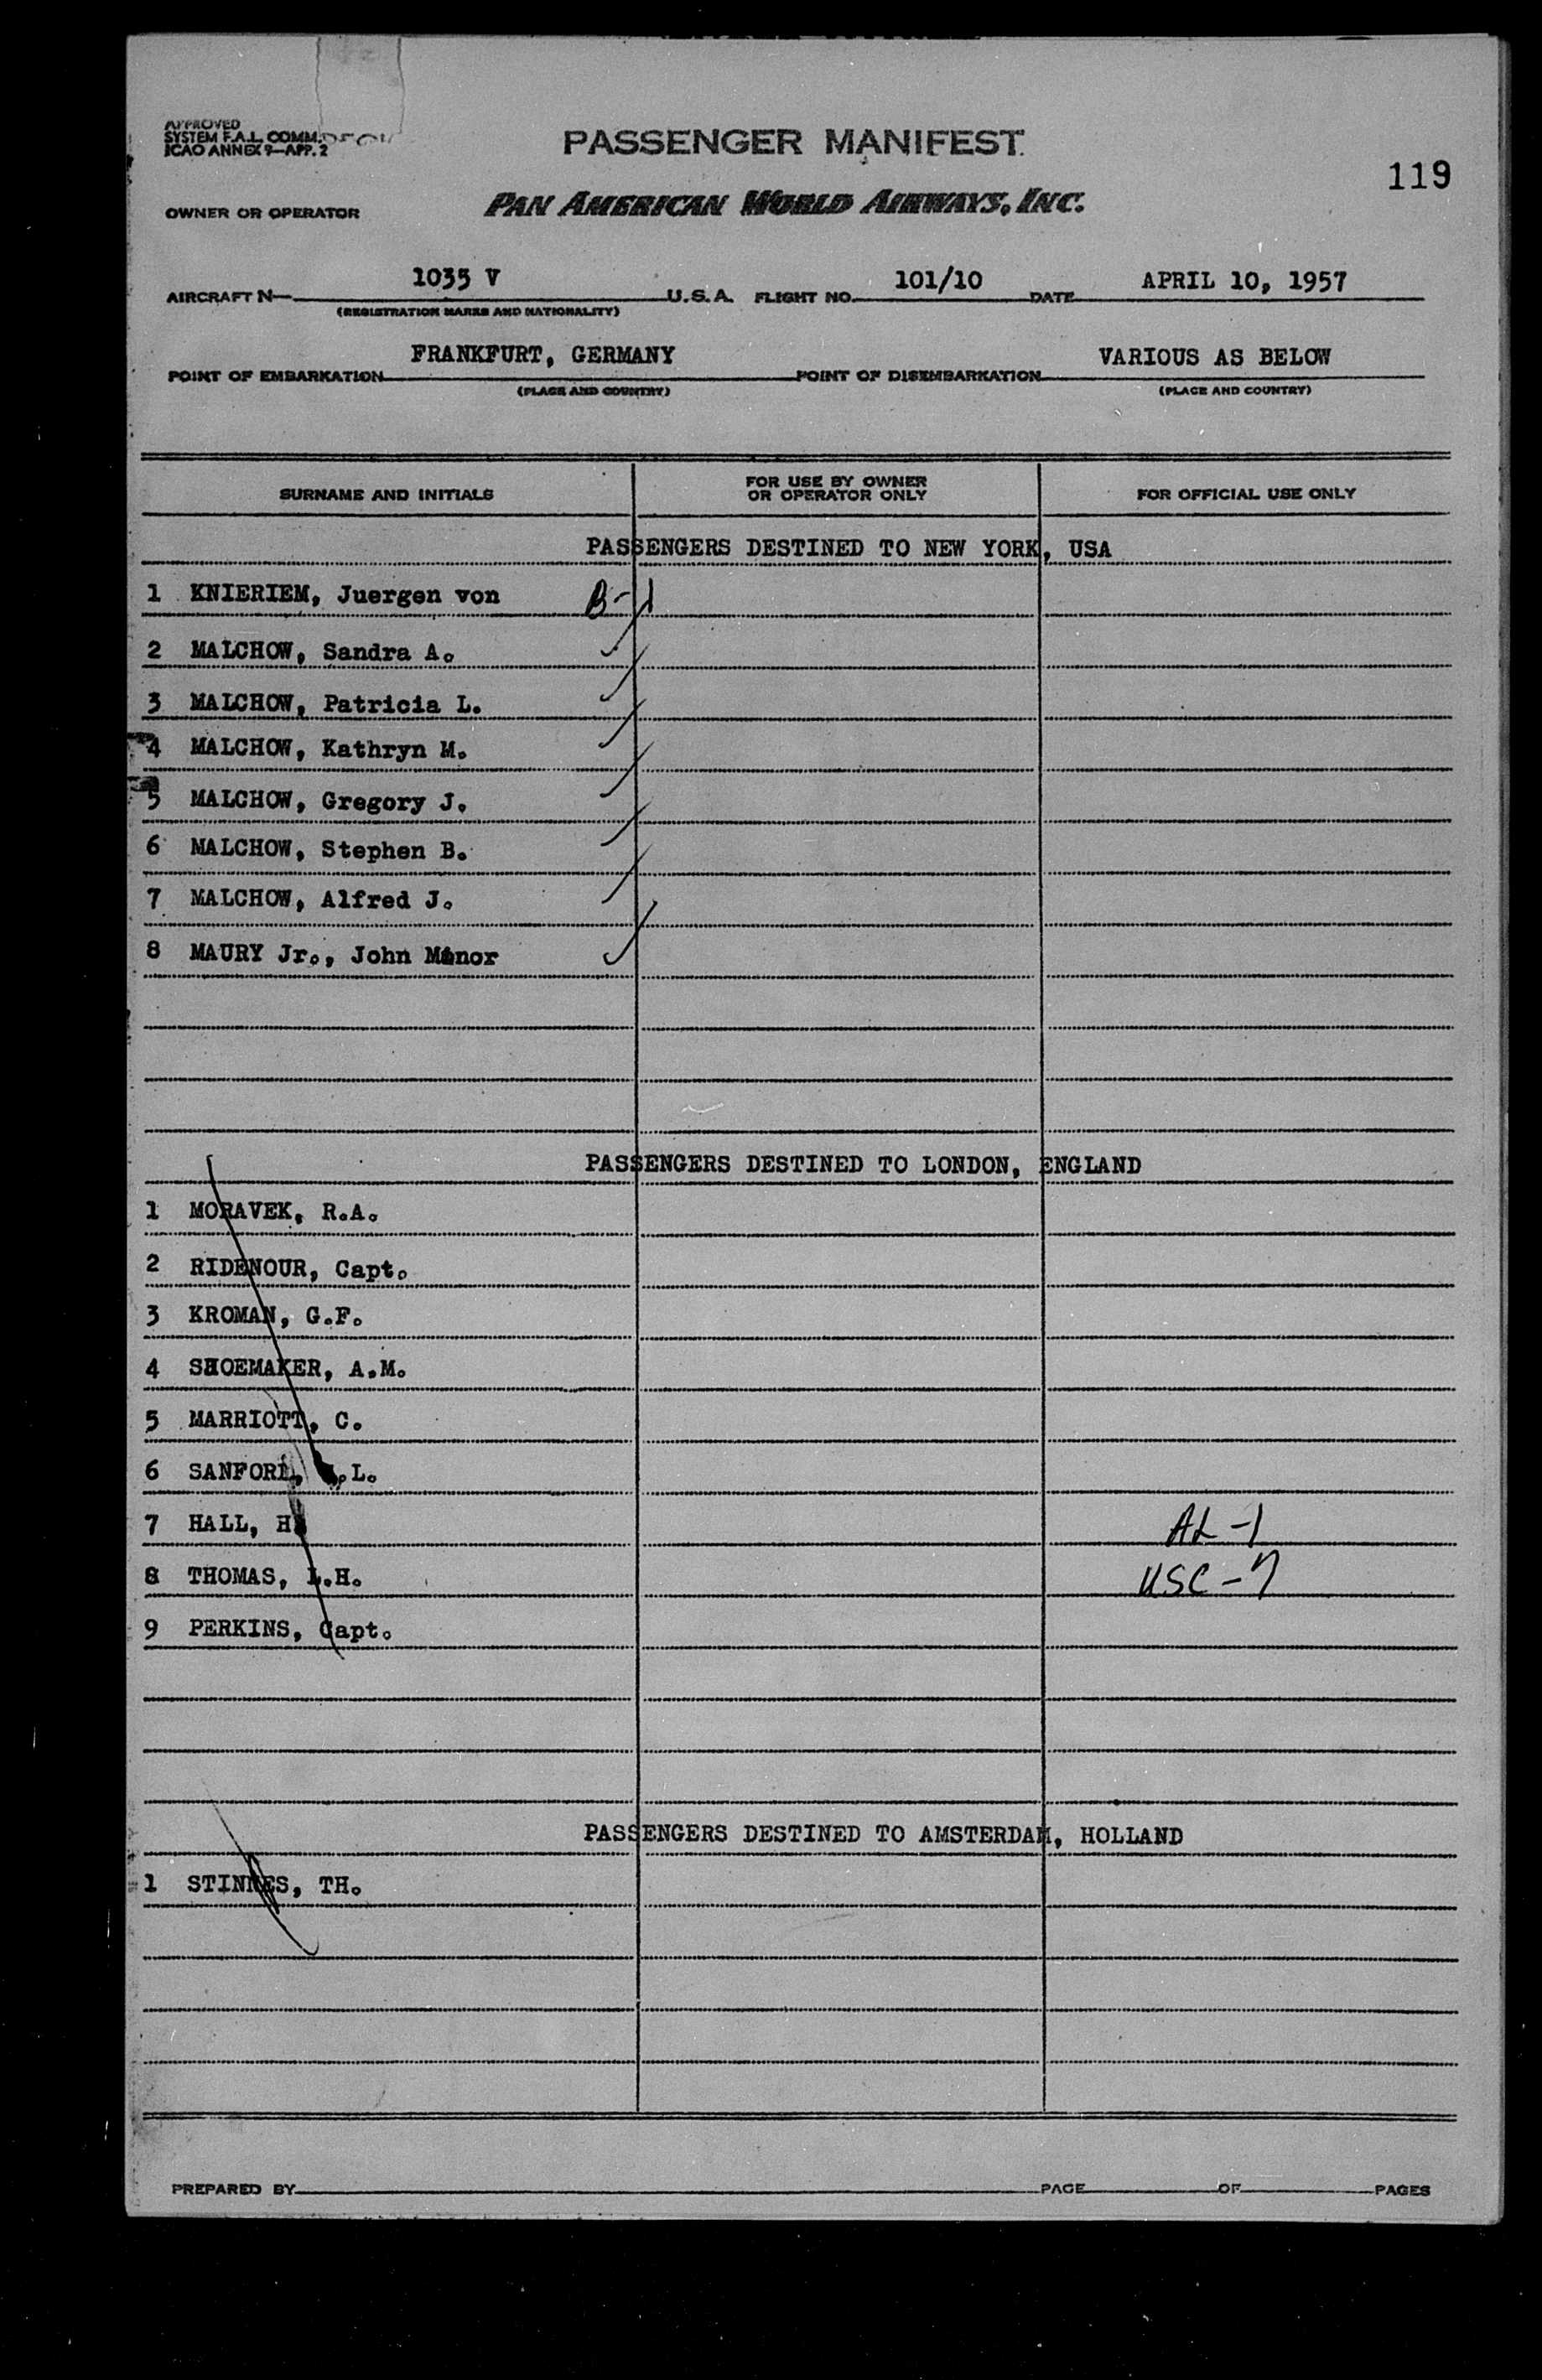 APPROVED
SYSTEM F.A.L. COMM.
ICAO ANNEX 9—APP. 2
PASSENGER MANIFEST
119
OWNER OR OPERATOR PAN AMERICAN WORLD AIRWAYS, INC.
AIRCRAFT N— 1035 V U.S.A. FLIGHT NO. 101/10 DATE APRIL 10, 1957
(REGISTRATION MARKS AND NATIONALITY)
POINT OF EMBARKATION FRANKFURT, GERMANY POINT OF DISEMBARKATION VARIOUS AS BELOW
(PLACE AND COUNTRY) (PLACE AND COUNTRY)
SURNAME AND INITIALS FOR USE BY OWNER OR OPERATOR ONLY FOR OFFICIAL USE ONLY
PASSENGERS DESTINED TO NEW YORK, USA
1 KNIERIEM, Juergen von B-1
2 MALCHOW, Sandra A.
3 MALCHOW, Patricia L.
4 MALCHOW, Kathryn M.
5 MALCHOW, Gregory J.
6 MALCHOW, Stephen B.
7 MALCHOW, Alfred J.
8 MAURY Jr., John Minor
PASSENGERS DESTINED TO LONDON, ENGLAND
1 MORAVEK, R.A.
2 RIDENOUR, Capt.
3 KROMAN, G.F.
4 SHOEMAKER, A.M.
5 MARRIOTT, C.
6 SANFORD, L.
7 HALL, H AL-1
8 THOMAS, L.H. USC-7
9 PERKINS, Capt.
PASSENGERS DESTINED TO AMSTERDAM, HOLLAND
1 STINNES, TH.
PREPARED BY PAGE OF PAGES